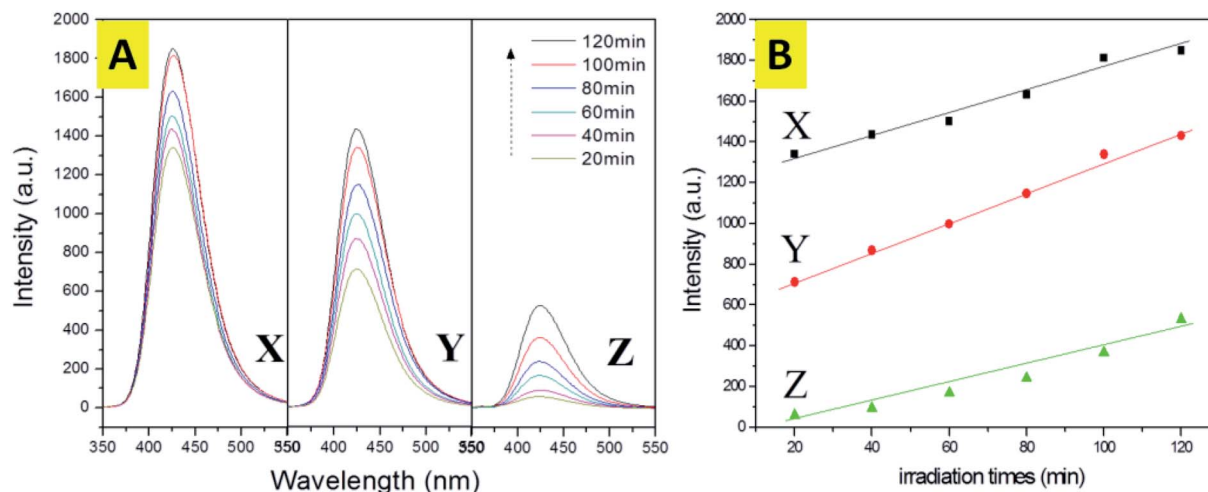 A
2000
1800
1600
1400
1200
1000
800
600
400
200
0
Intensity (a.u.)
X
Y
Z
120min
100min
80min
60min
40min
20min
350 400 450 500 550
400 450 500 550
400 450 500 550
Wavelength (nm)
B
2000
1800
1600
1400
1200
1000
800
600
400
200
0
Intensity (a.u.)
X
Y
Z
20 40 60 80 100 120
irradiation times (min)